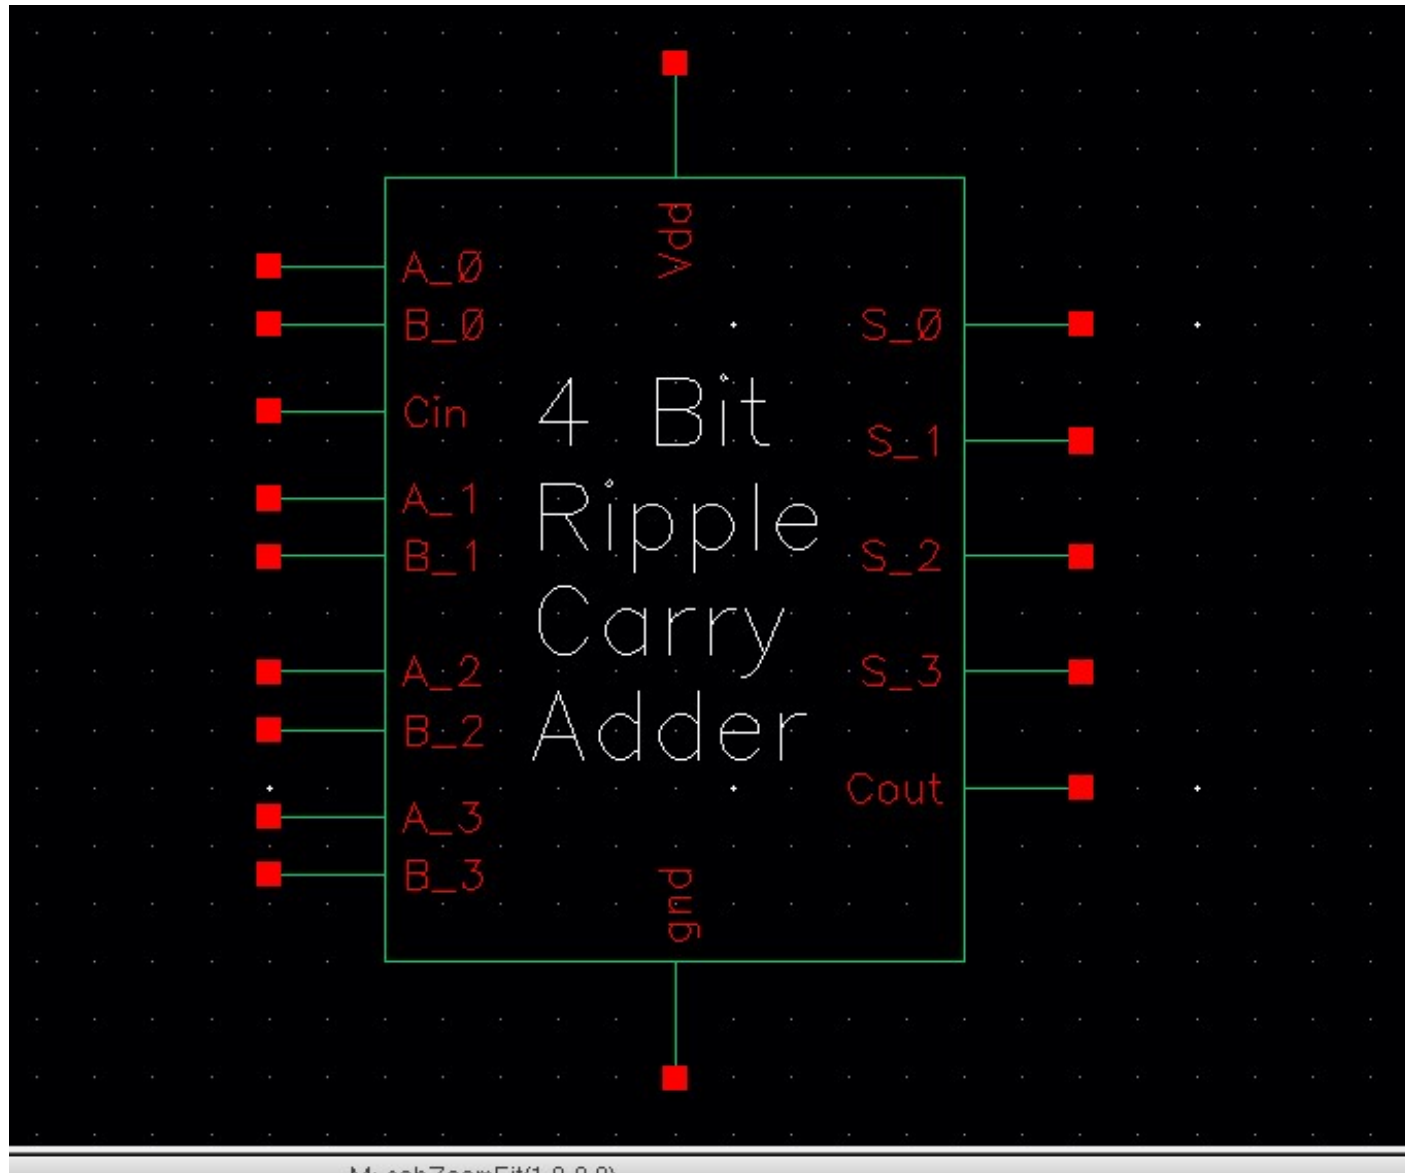 Vdd
A_0
B_0
Cin
A_1
B_1
A_2
B_2
A_3
B_3
4 Bit
Ripple
Carry
Adder
S_0
S_1
S_2
S_3
Cout
gnd